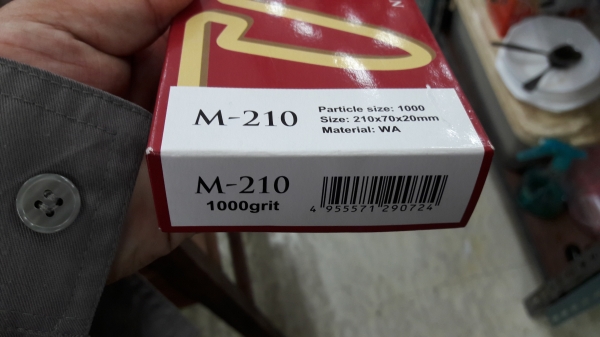 N
M-210
Particle size: 1000
Size: 210x70x20mm
Material: WA
M-210
1000grit
4 955571 290724